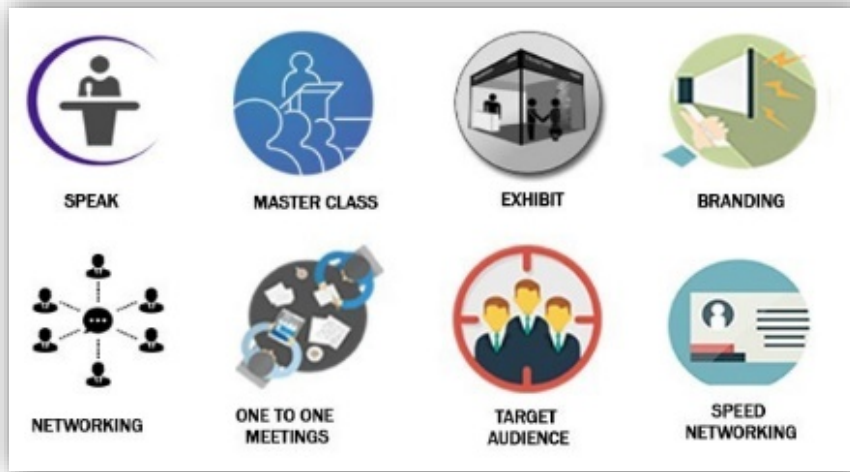 SPEAK
MASTER CLASS
EXHIBIT
BRANDING
NETWORKING
ONE TO ONE
MEETINGS
TARGET
AUDIENCE
SPEED
NETWORKING